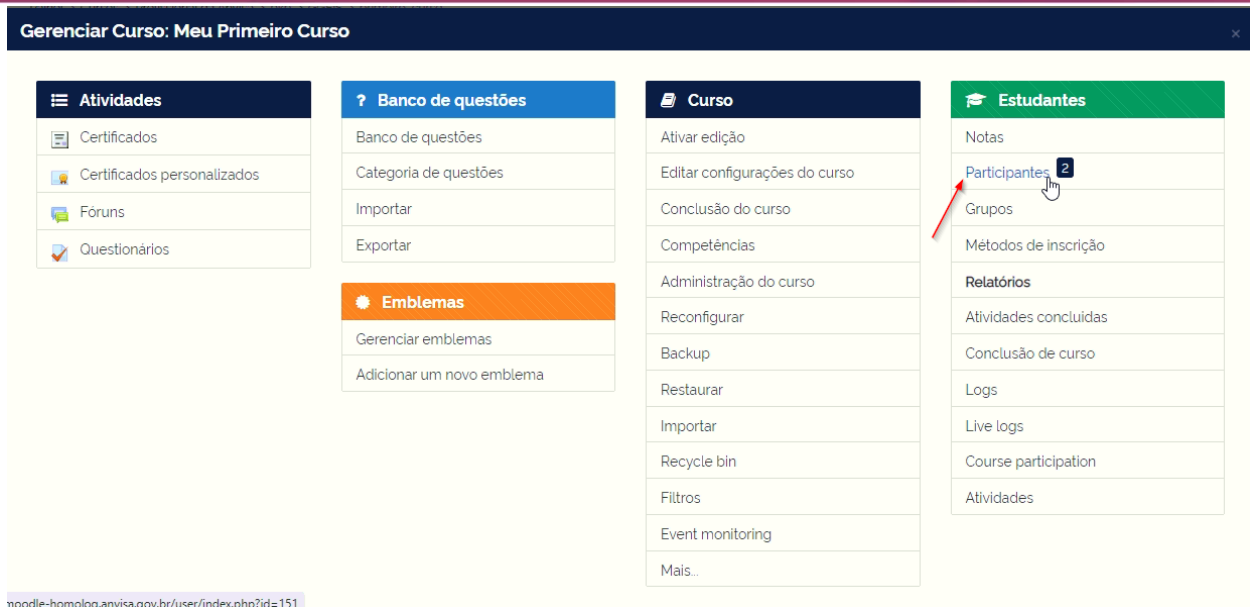 Gerenciar Curso: Meu Primeiro Curso
Atividades
Certificados
Certificados personalizados
Fóruns
Questionários
? Banco de questões
Banco de questões
Categoria de questões
Importar
Exportar
Emblemas
Gerenciar emblemas
Adicionar um novo emblema
Curso
Ativar edição
Editar configurações do curso
Conclusão do curso
Competências
Administração do curso
Reconfigurar
Backup
Restaurar
Importar
Recycle bin
Filtros
Event monitoring
Mais...
Estudantes
Notas
Participantes 2
Grupos
Métodos de inscrição
Relatórios
Atividades concluidas
Conclusão de curso
Logs
Live logs
Course participation
Atividades
moodle-homolog.anvisa.gov.br/user/index.php?id=151